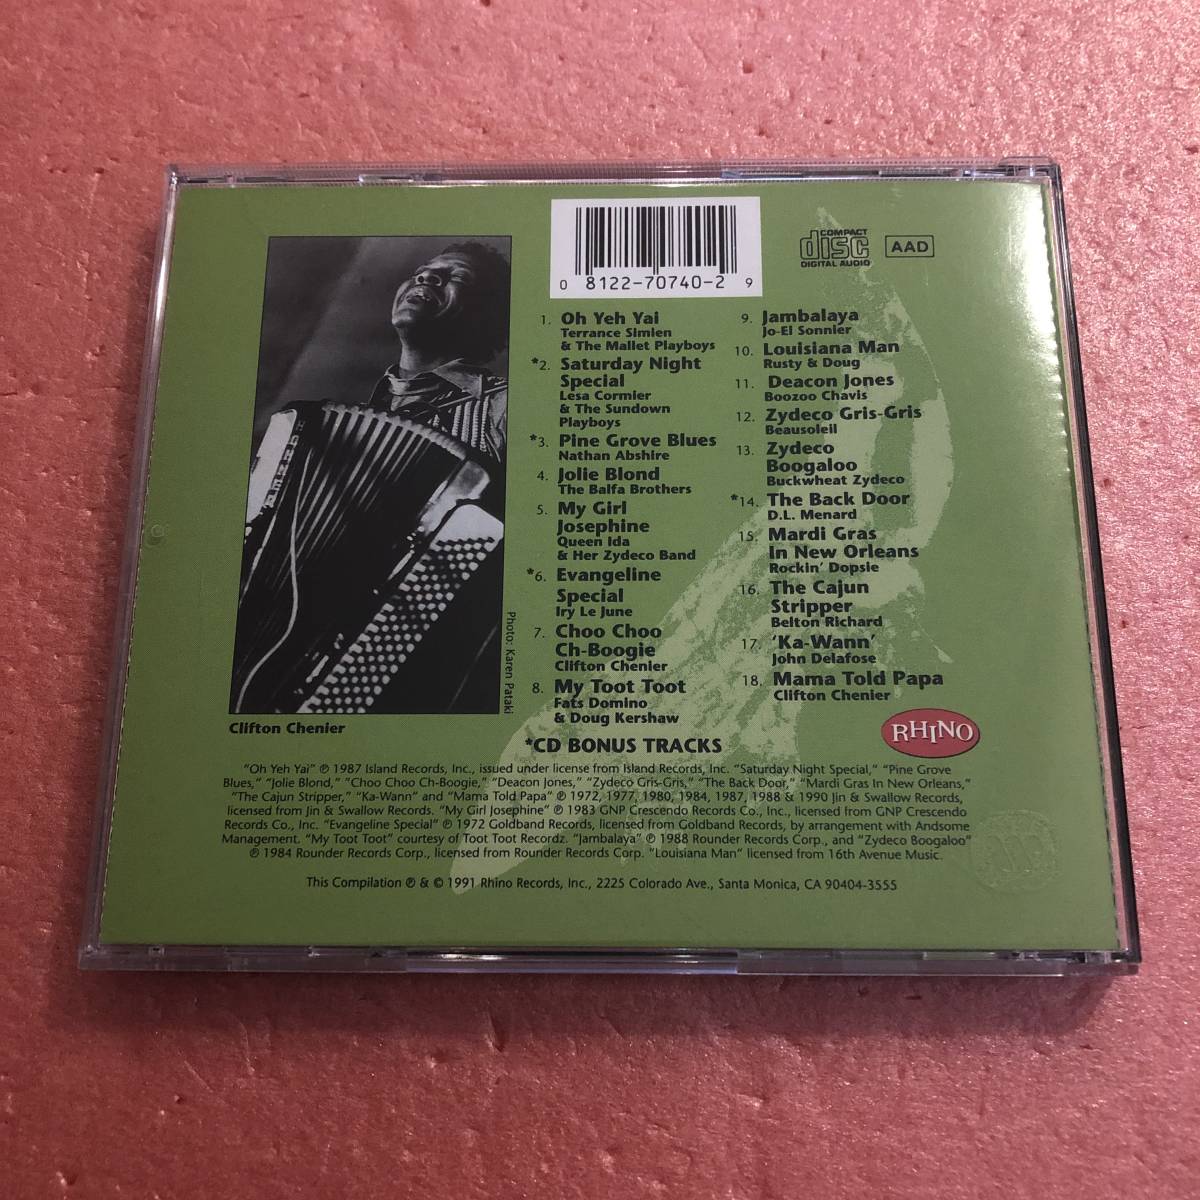 COMPACT
disc
DIGITAL AUDIO
AAD
0 8122-70740-2 9
1. Oh Yeh Yai
Terrance Simien
& The Mallet Playboys
*2. Saturday Night
Special
Lesa Cormier
& The Sundown
Playboys
*3. Pine Grove Blues
Nathan Abshire
4. Jolie Blond
The Balfa Brothers
5. My Girl
Josephine
Queen Ida
& Her Zydeco Band
*6. Evangeline
Special
Iry Le June
7. Choo Choo
Ch-Boogie
Clifton Chenier
8. My Toot Toot
Fats Domino
& Doug Kershaw
9. Jambalaya
Jo-El Sonnier
10. Louisiana Man
Rusty & Doug
11. Deacon Jones
Boozoo Chavis
12. Zydeco Gris-Gris
Beausoleil
13. Zydeco
Boogaloo
Buckwheat Zydeco
*14. The Back Door
D.L. Menard
15. Mardi Gras
In New Orleans
Rockin' Dopsie
16. The Cajun
Stripper
Belton Richard
17. 'Ka-Wann'
John Delafose
18. Mama Told Papa
Clifton Chenier
Photo: Karen Pataki
Clifton Chenier
*CD BONUS TRACKS
RHINO
"Oh Yeh Yai" ℗ 1987 Island Records, Inc., issued under license from Island Records, Inc. "Saturday Night Special," "Pine Grove
Blues," "Jolie Blond," "Choo Choo Ch-Boogie," "Deacon Jones," "Zydeco Gris-Gris," "The Back Door," "Mardi Gras In New Orleans,"
"The Cajun Stripper," "Ka-Wann" and "Mama Told Papa" ℗ 1972, 1977, 1980, 1984, 1987, 1988 & 1990 Jin & Swallow Records,
licensed from Jin & Swallow Records. "My Girl Josephine" ℗ 1983 GNP Crescendo Records Co., Inc., licensed from GNP Crescendo
Records Co., Inc. "Evangeline Special" ℗ 1972 Goldband Records, licensed from Goldband Records, by arrangement with Andsome
Management. "My Toot Toot" courtesy of Toot Toot Recordz. "Jambalaya" ℗ 1988 Rounder Records Corp., and "Zydeco Boogaloo"
℗ 1984 Rounder Records Corp., licensed from Rounder Records Corp. "Louisiana Man" licensed from 16th Avenue Music.
This Compilation ℗ & © 1991 Rhino Records, Inc., 2225 Colorado Ave., Santa Monica, CA 90404-3555